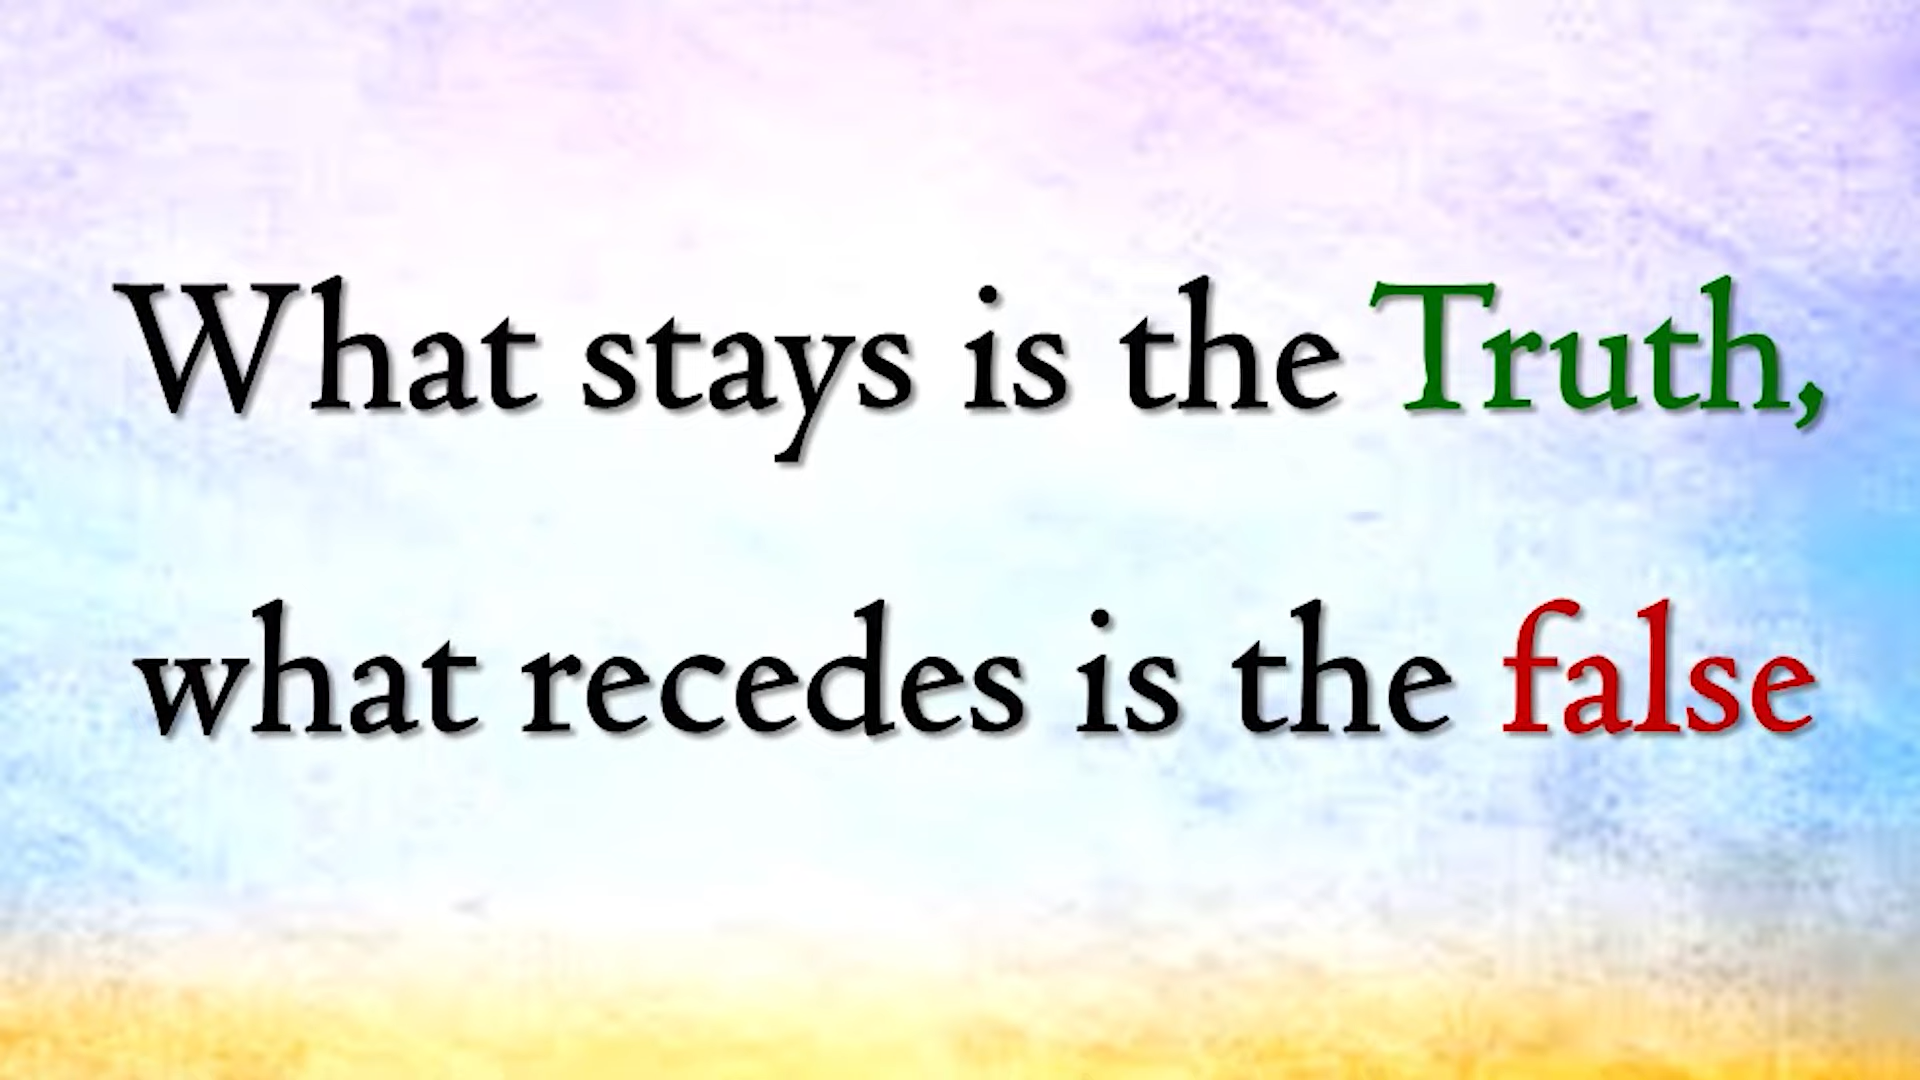 What stays is the Truth,
what recedes is the false